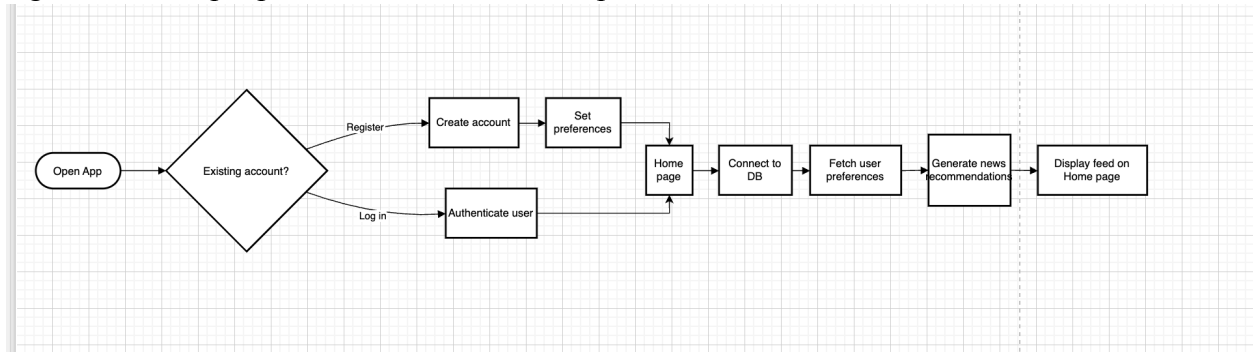 Open App
Existing account?
Register
Create account
Set
preferences
Log in
Authenticate user
Home
page
Connect to
DB
Fetch user
preferences
Generate news
recommendations
Display feed on
Home page